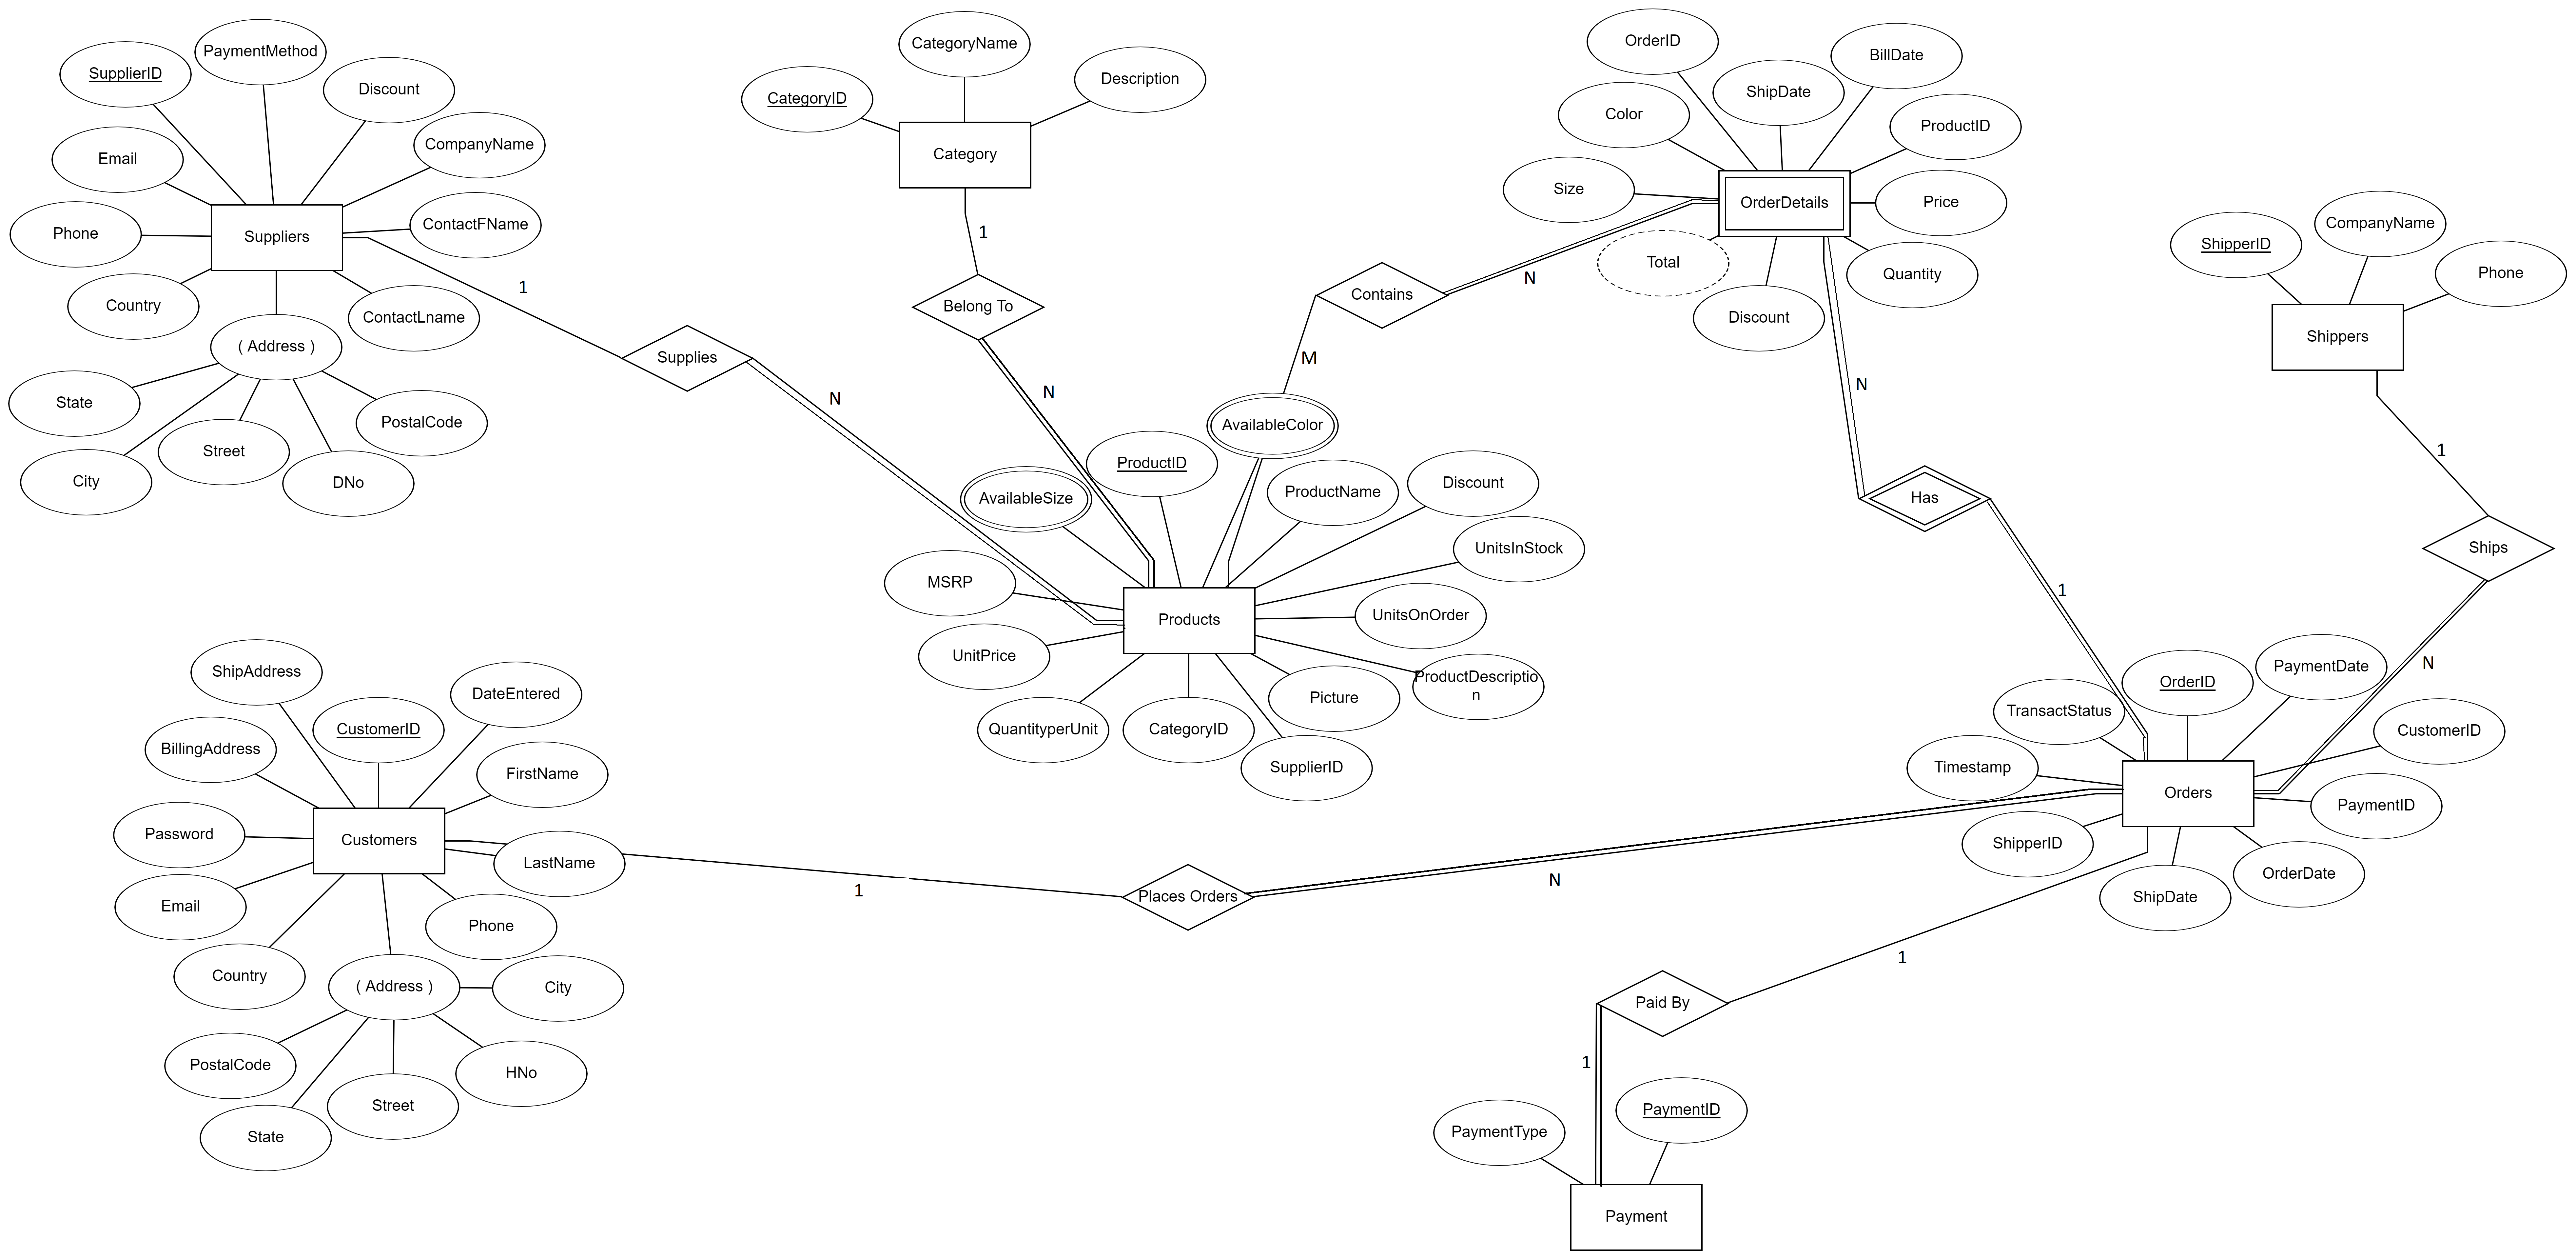 SupplierID
PaymentMethod
Discount
Email
CompanyName
Phone
Suppliers
ContactFName
Country
ContactLname
( Address )
State
City
Street
DNo
PostalCode
1
Supplies
N
CategoryID
CategoryName
Description
Category
1
Belong To
N
OrderID
BillDate
ShipDate
Color
ProductID
Size
OrderDetails
Price
Total
Quantity
Discount
N
Contains
M
N
Has
1
ShipperID
CompanyName
Phone
Shippers
1
Ships
N
AvailableColor
ProductID
AvailableSize
ProductName
Discount
UnitsInStock
MSRP
UnitsOnOrder
Products
UnitPrice
ProductDescriptio
n
Picture
QuantityperUnit
CategoryID
SupplierID
ShipAddress
CustomerID
DateEntered
BillingAddress
FirstName
Password
Customers
LastName
Email
Phone
Country
( Address )
City
PostalCode
HNo
Street
State
1
Places Orders
N
TransactStatus
OrderID
PaymentDate
CustomerID
Timestamp
Orders
PaymentID
ShipperID
OrderDate
ShipDate
1
Paid By
1
PaymentType
PaymentID
Payment